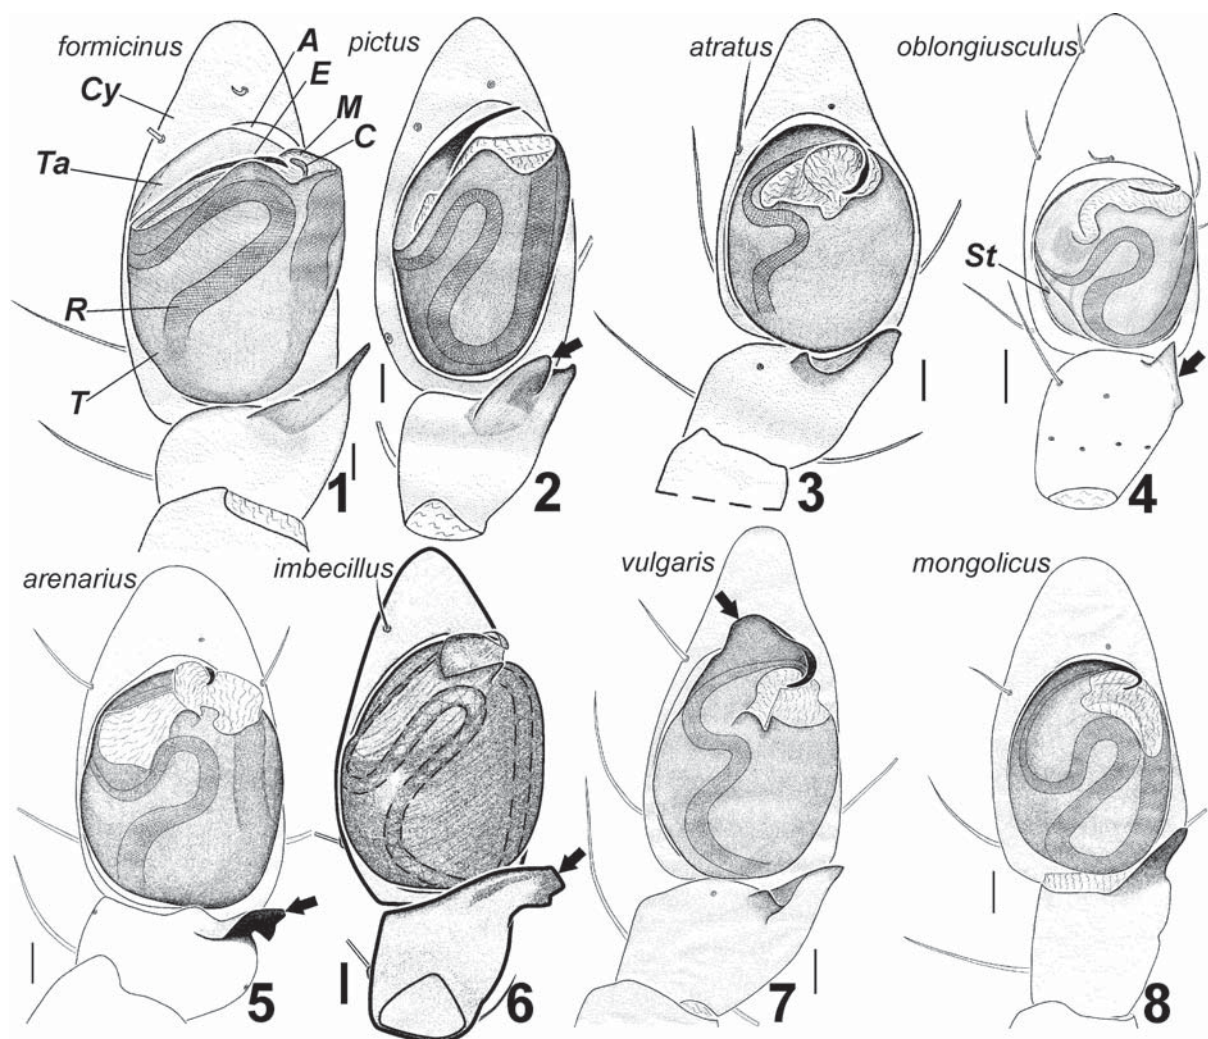 formicinus
A
pictus
atratus
oblongiusculus
E
Cy
M
C
Ta
St
R
T
1
2
3
4
arenarius
imbecillus
vulgaris
mongolicus
5
6
7
8